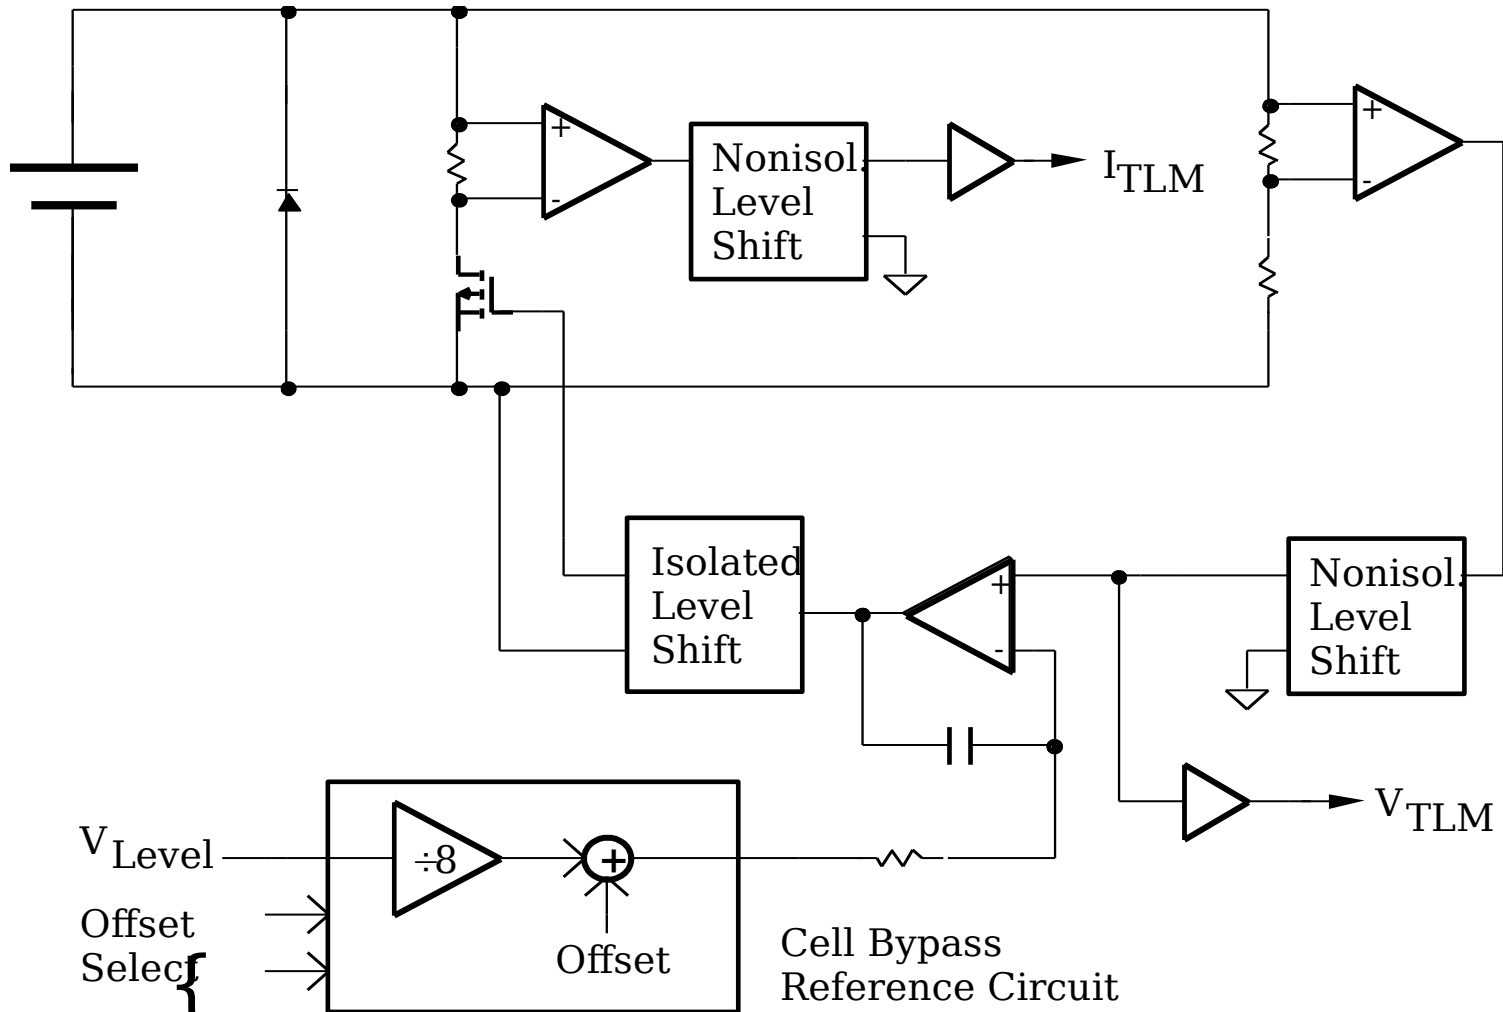 +
-
Nonisol.
Level
Shift
I TLM
+
-
Isolated
Level
Shift
+
-
Nonisol.
Level
Shift
V TLM
V Level
÷8
+
Offset
Offset
Select {
Cell Bypass
Reference Circuit